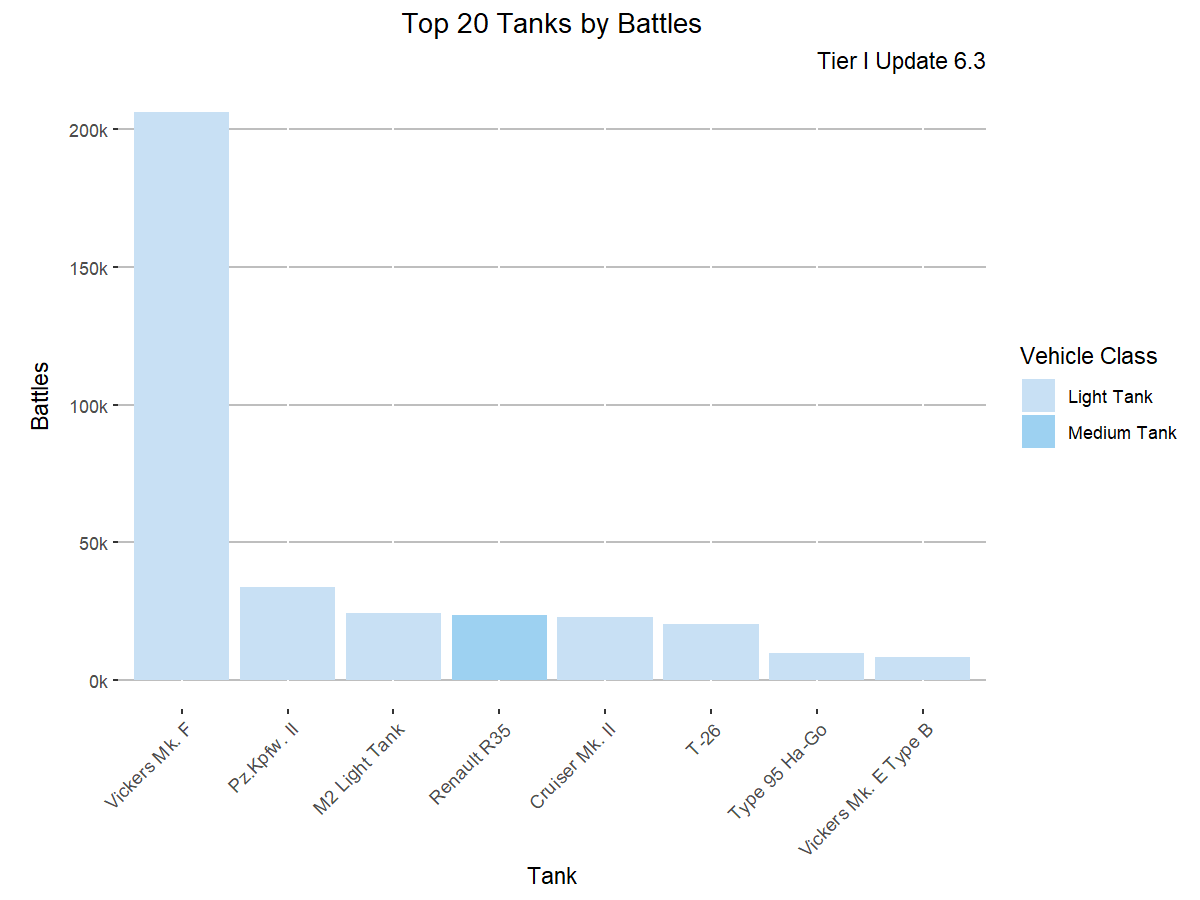 Top 20 Tanks by Battles
Tier I Update 6.3
Battles
200k
150k
100k
50k
0k
Vickers Mk. F
Pz.Kpfw. II
M2 Light Tank
Renault R35
Cruiser Mk. II
T-26
Type 95 Ha-Go
Vickers Mk. E Type B
Tank
Vehicle Class
Light Tank
Medium Tank